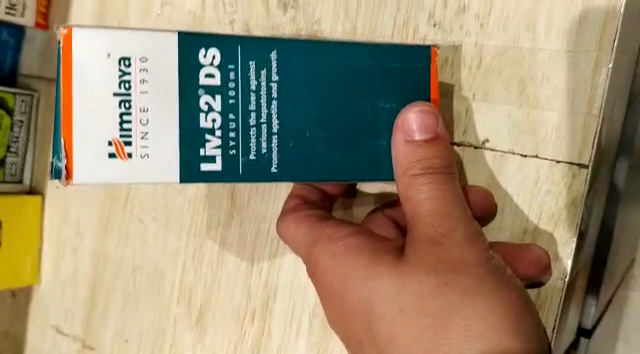 Himalaya
SINCE 1930
Liv.52® DS
SYRUP 100ml
Protects the liver against
various hepatotoxins.
Promotes appetite and growth.